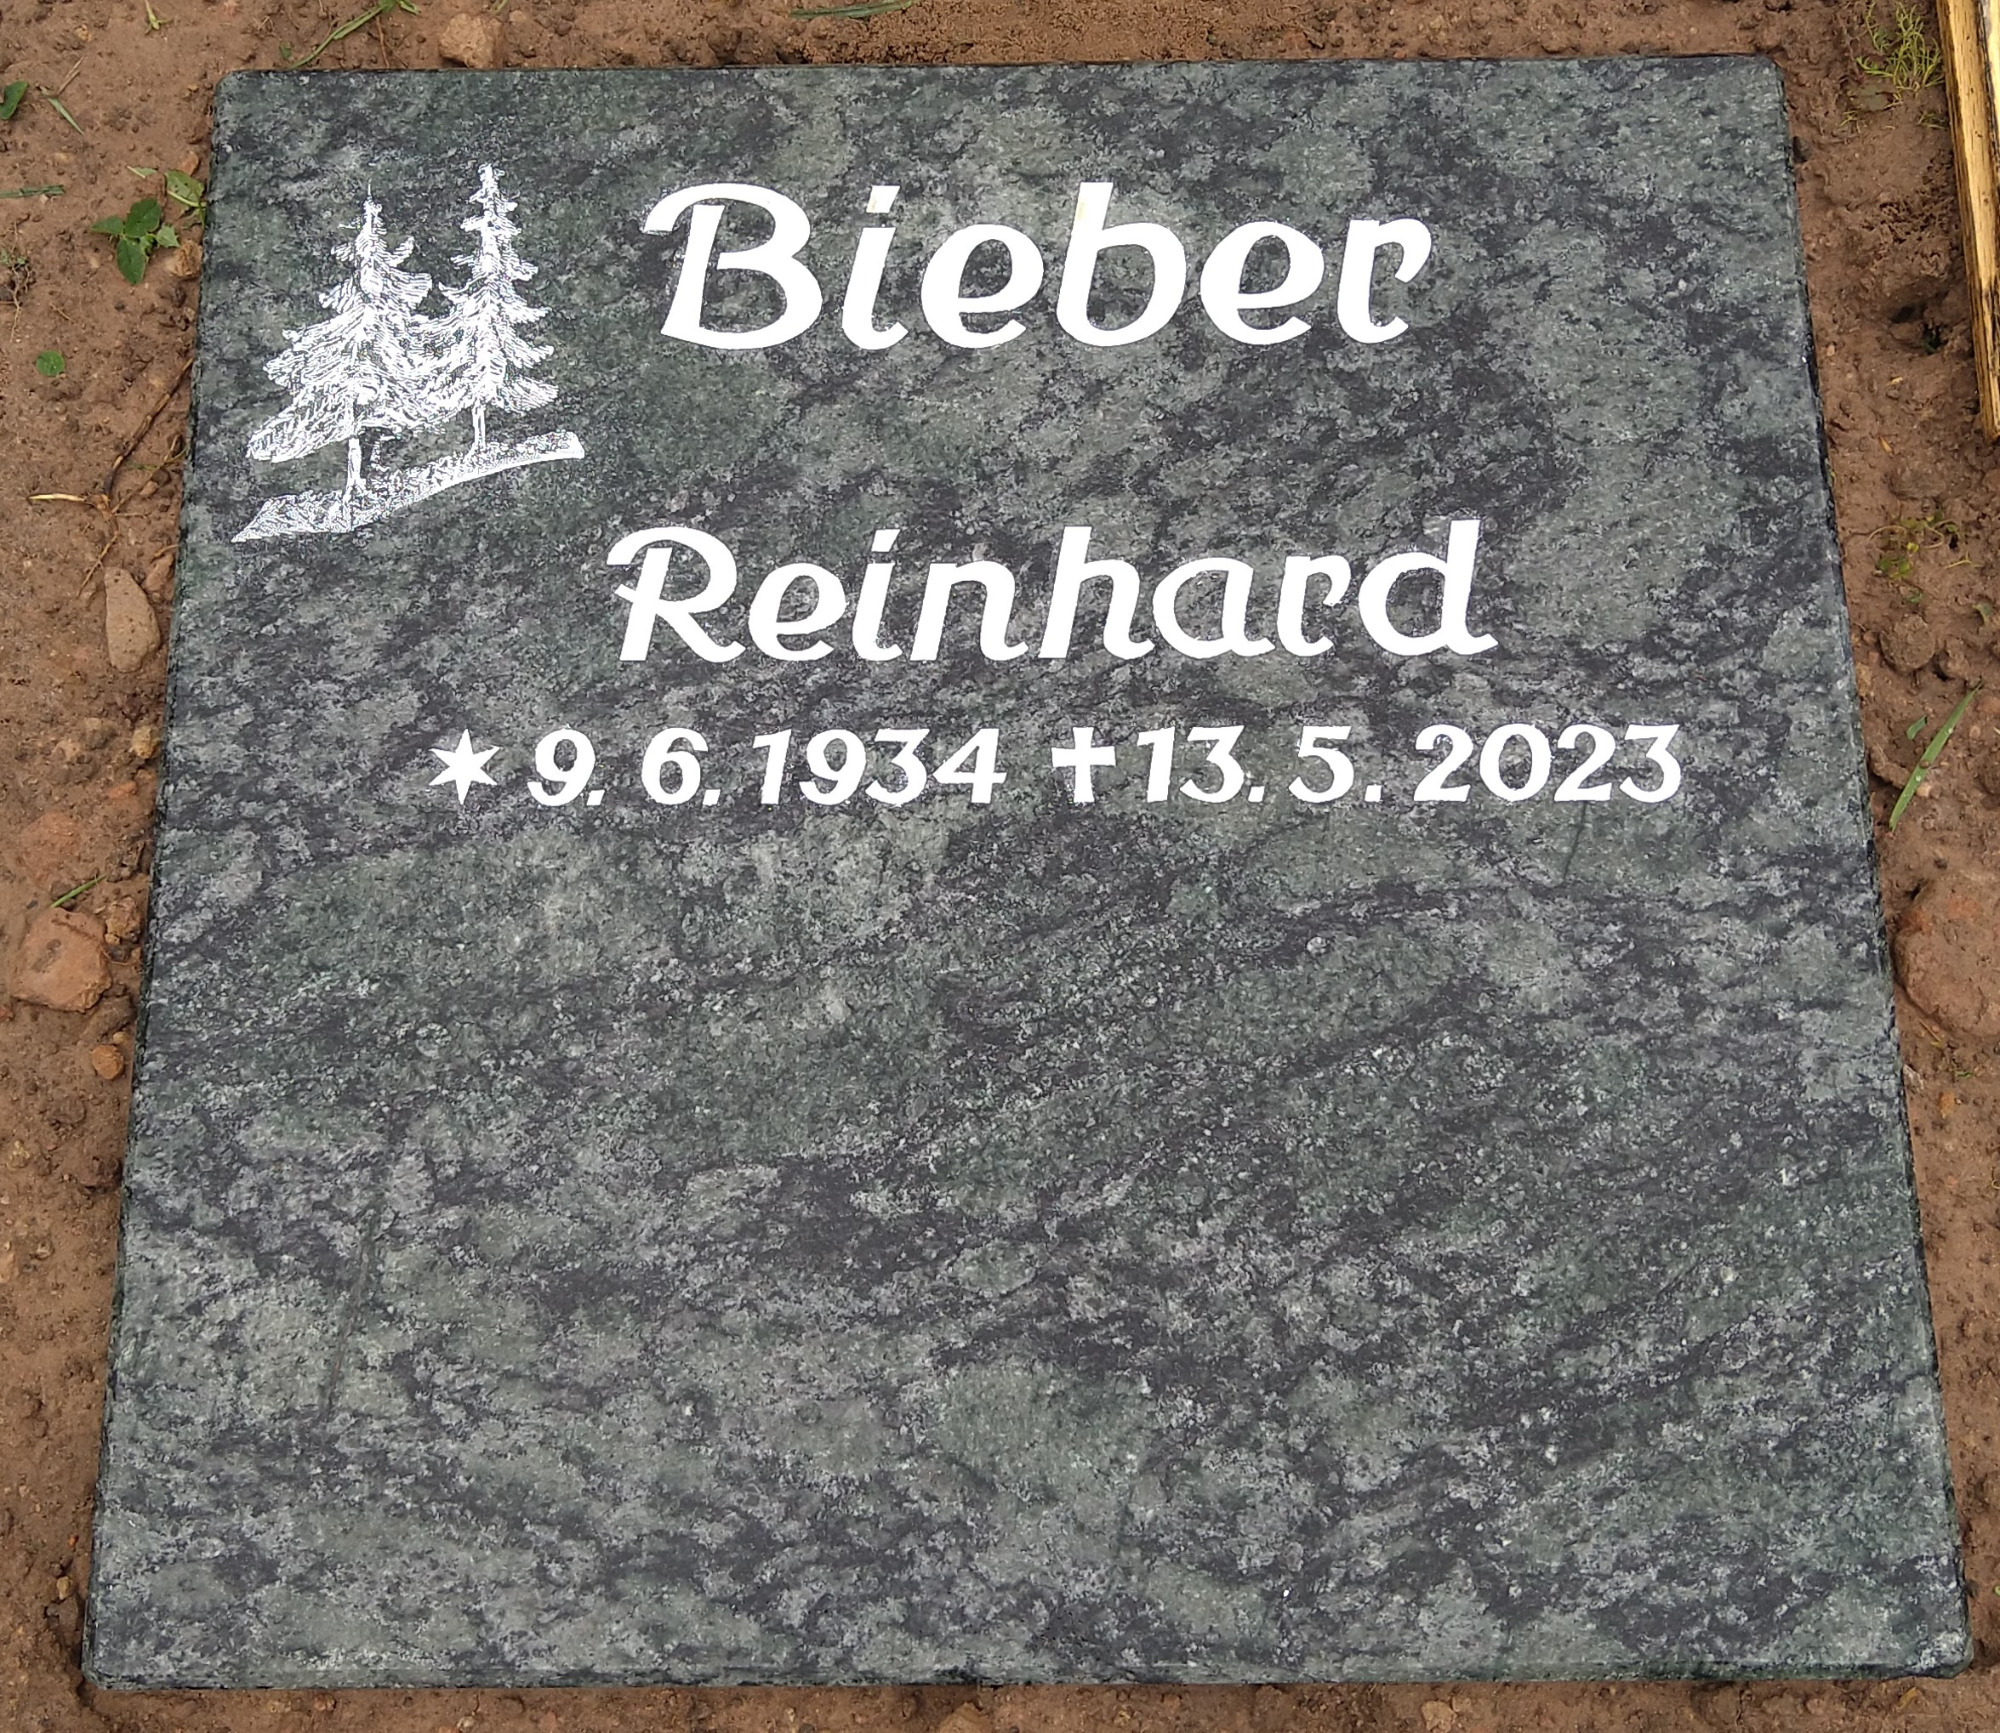 Bieber
Reinhard
✶ 9. 6. 1934 ✝ 13. 5. 2023